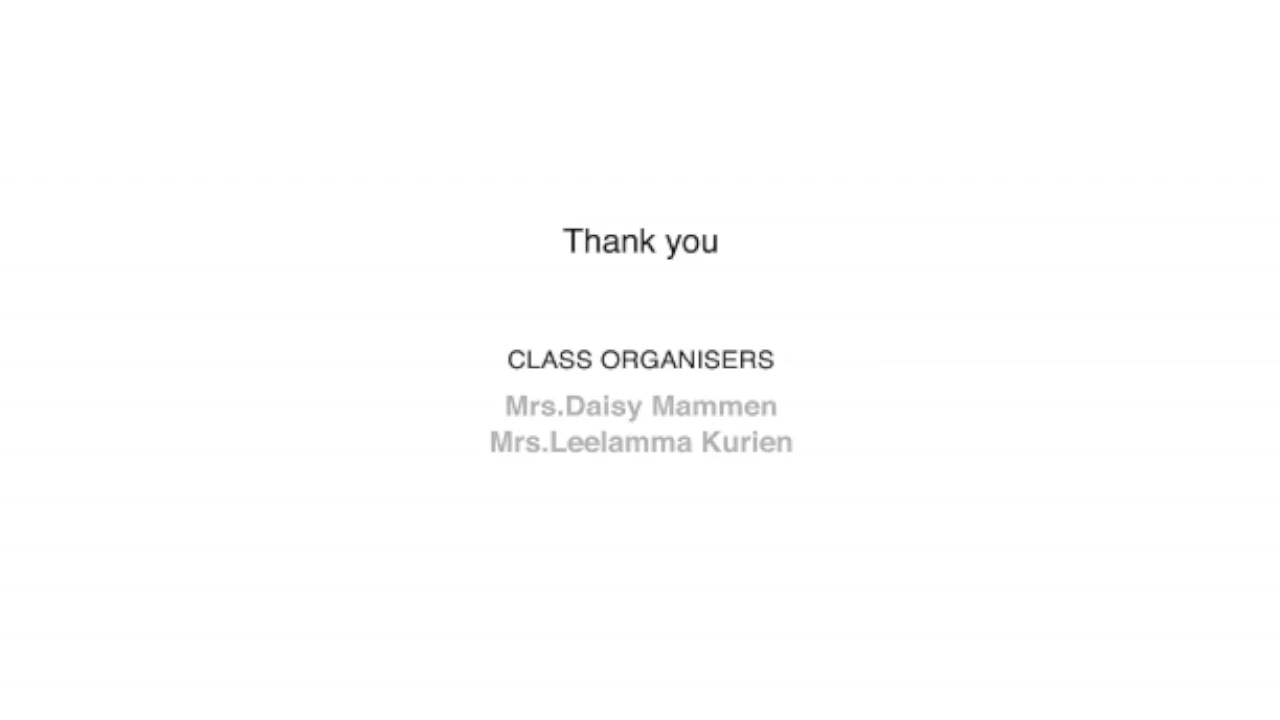 Thank you
CLASS ORGANISERS
Mrs.Daisy Mammen
Mrs.Leelamma Kurien